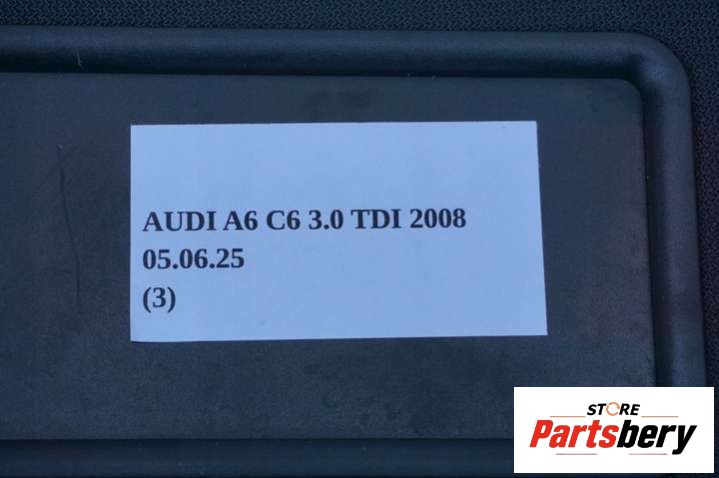 AUDI A6 C6 3.0 TDI 2008
05.06.25
(3)
STORE
Partsbery